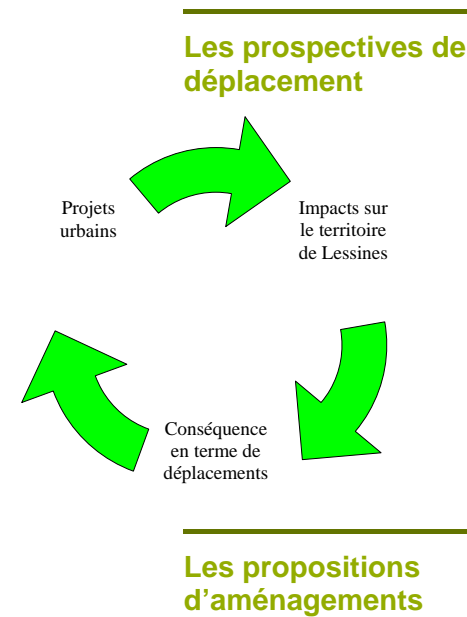 Les prospectives de
déplacement
Projets
urbains
Impacts sur
le territoire
de Lessines
Conséquence
en terme de
déplacements
Les propositions
d'aménagements